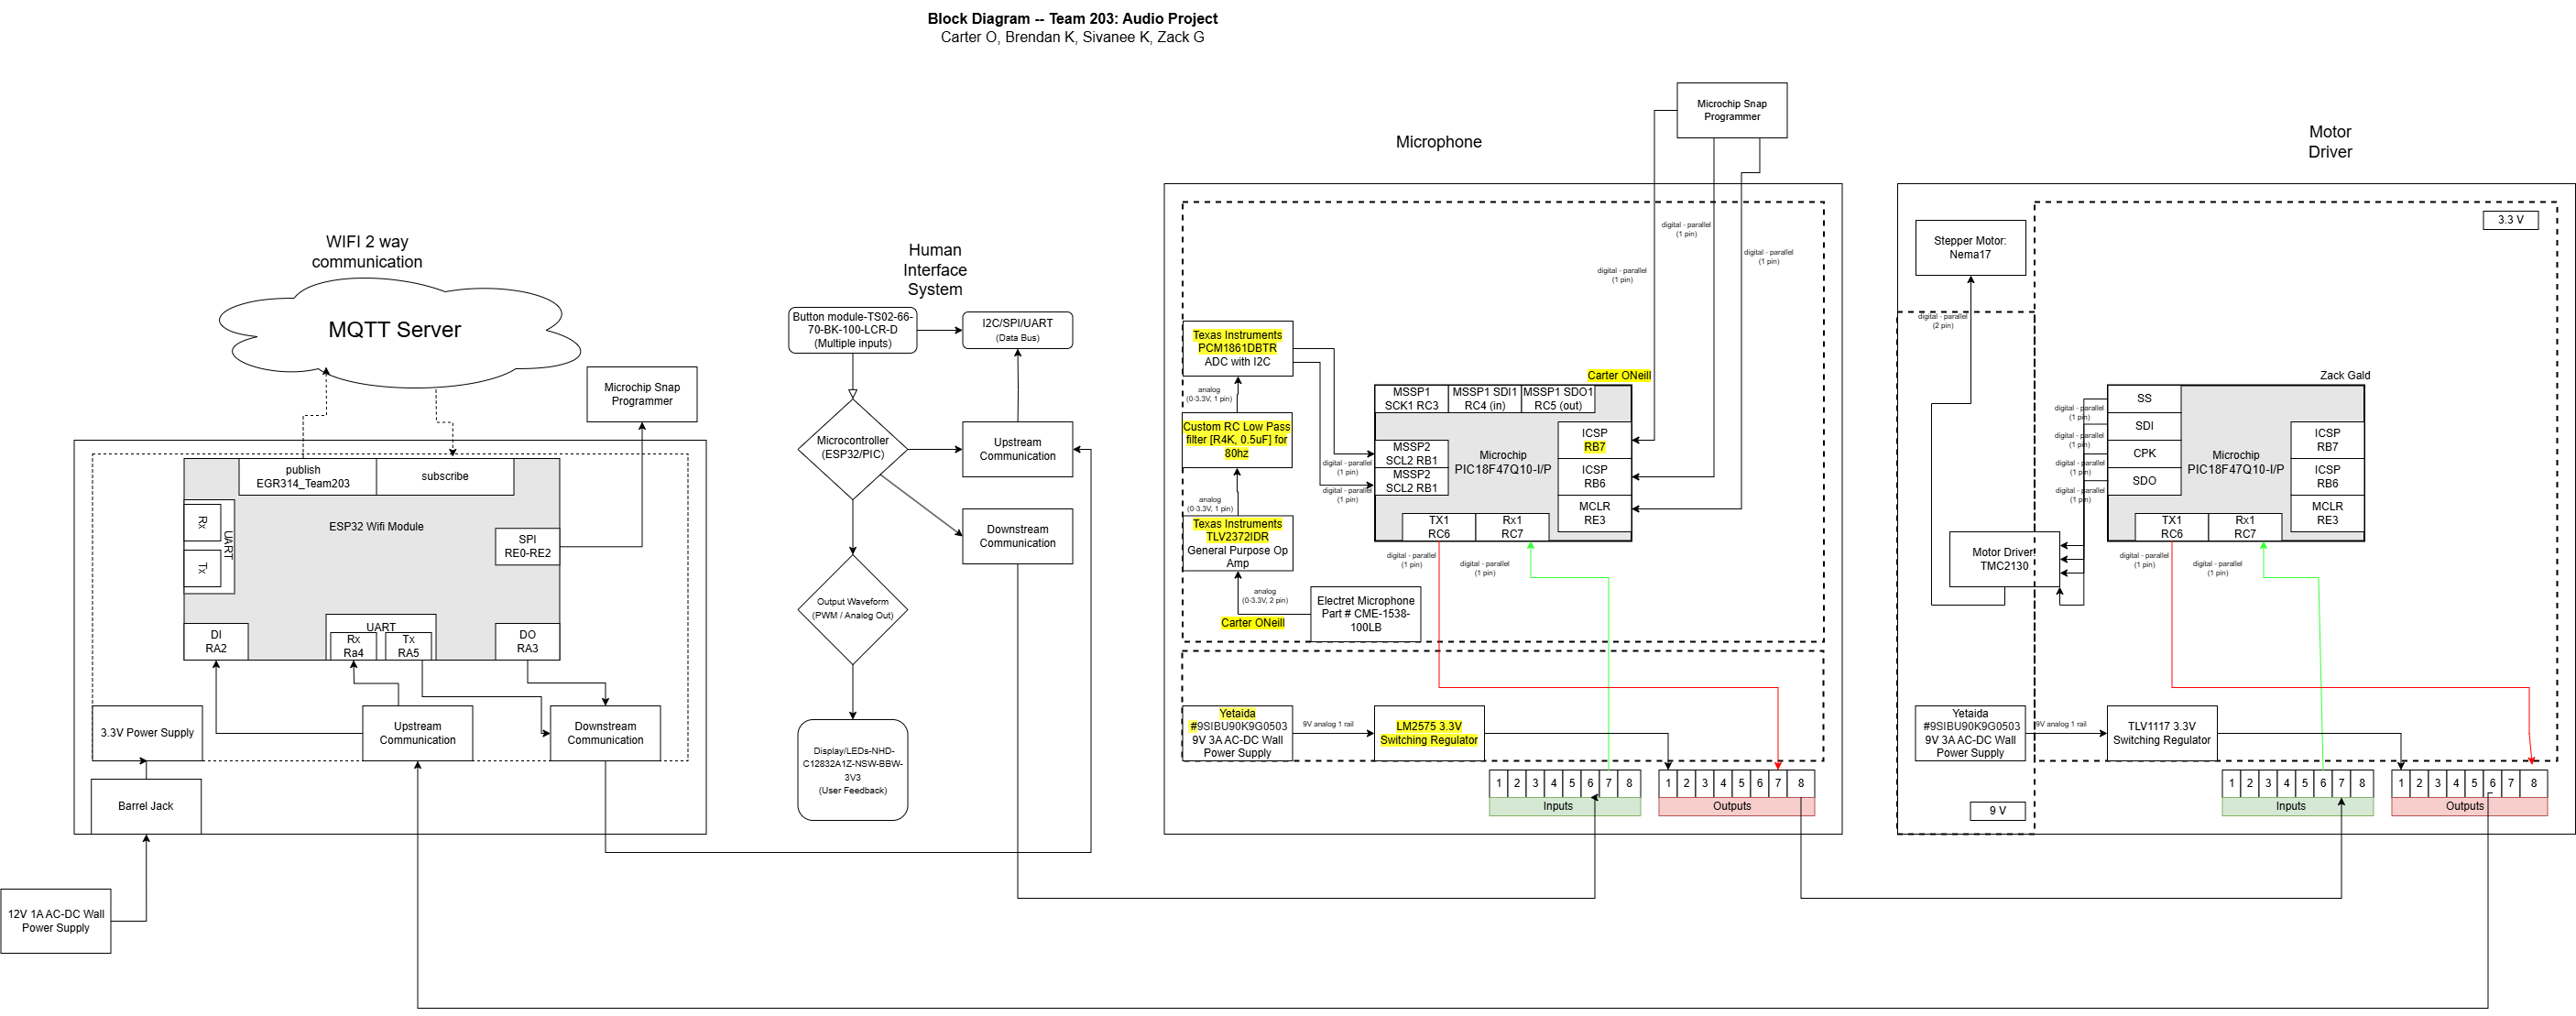 Block Diagram -- Team 203: Audio Project
Carter O, Brendan K, Sivanee K, Zack G
WIFI 2 way
communication
MQTT Server
Microchip Snap
Programmer
publish
EGR314_Team203
subscribe
Rx
UART
Tx
ESP32 Wifi Module
SPI
RE0-RE2
DI
RA2
UART
Rx
Ra4
Tx
RA5
DO
RA3
3.3V Power Supply
Upstream
Communication
Downstream
Communication
Barrel Jack
12V 1A AC-DC Wall
Power Supply
Human
Interface
System
Button module-TS02-66-
70-BK-100-LCR-D
(Multiple inputs)
I2C/SPI/UART
(Data Bus)
Microcontroller
(ESP32/PIC)
Upstream
Communication
Downstream
Communication
Output Waveform
(PWM / Analog Out)
Display/LEDs-NHD-
C12832A1Z-NSW-BBW-
3V3
(User Feedback)
Microphone
Microchip Snap
Programmer
digital - parallel
(1 pin)
digital - parallel
(1 pin)
digital - parallel
(1 pin)
Texas Instruments
PCM1861DBTR
ADC with I2C
analog
(0-3.3V, 1 pin)
Custom RC Low Pass
filter [R4K, 0.5uF] for
80hz
analog
(0-3.3V, 1 pin)
Texas Instruments
TLV2372IDR
General Purpose Op
Amp
analog
(0-3.3V, 2 pin)
Carter ONeill
Electret Microphone
Part # CME-1538-
100LB
digital - parallel
(1 pin)
digital - parallel
(1 pin)
Carter ONeill
MSSP1
SCK1 RC3
MSSP1 SDI1
RC4 (in)
MSSP1 SDO1
RC5 (out)
MSSP2
SCL2 RB1
MSSP2
SCL2 RB1
Microchip
PIC18F47Q10-I/P
ICSP
RB7
ICSP
RB6
MCLR
RE3
TX1
RC6
Rx1
RC7
digital - parallel
(1 pin)
digital - parallel
(1 pin)
Yetaida
#9SIBU90K9G0503
9V 3A AC-DC Wall
Power Supply
9V analog 1 rail
LM2575 3.3V
Switching Regulator
1 2 3 4 5 6 7 8
Inputs
1 2 3 4 5 6 7 8
Outputs
Motor
Driver
3.3 V
Stepper Motor:
Nema17
digital - parallel
(2 pin)
Zack Gald
digital - parallel
(1 pin)
digital - parallel
(1 pin)
digital - parallel
(1 pin)
digital - parallel
(1 pin)
SS
SDI
CPK
SDO
Microchip
PIC18F47Q10-I/P
ICSP
RB7
ICSP
RB6
MCLR
RE3
TX1
RC6
Rx1
RC7
Motor Driver:
TMC2130
digital - parallel
(1 pin)
digital - parallel
(1 pin)
Yetaida
#9SIBU90K9G0503
9V 3A AC-DC Wall
Power Supply
9V analog 1 rail
TLV1117 3.3V
Switching Regulator
9 V
1 2 3 4 5 6 7 8
Inputs
1 2 3 4 5 6 7 8
Outputs